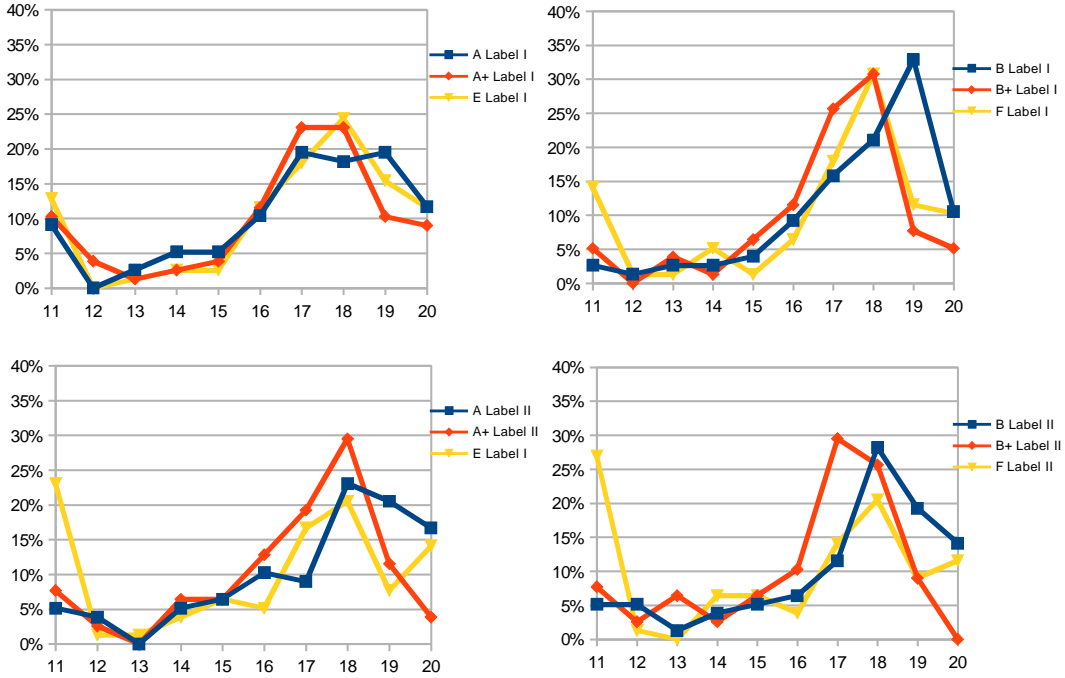 40%
35%
30%
25%
20%
15%
10%
5%
0%
11 12 13 14 15 16 17 18 19 20
A Label I
A+ Label I
E Label I
40%
35%
30%
25%
20%
15%
10%
5%
0%
11 12 13 14 15 16 17 18 19 20
B Label I
B+ Label I
F Label I
40%
35%
30%
25%
20%
15%
10%
5%
0%
11 12 13 14 15 16 17 18 19 20
A Label II
A+ Label II
E Label I
40%
35%
30%
25%
20%
15%
10%
5%
0%
11 12 13 14 15 16 17 18 19 20
B Label II
B+ Label II
F Label II